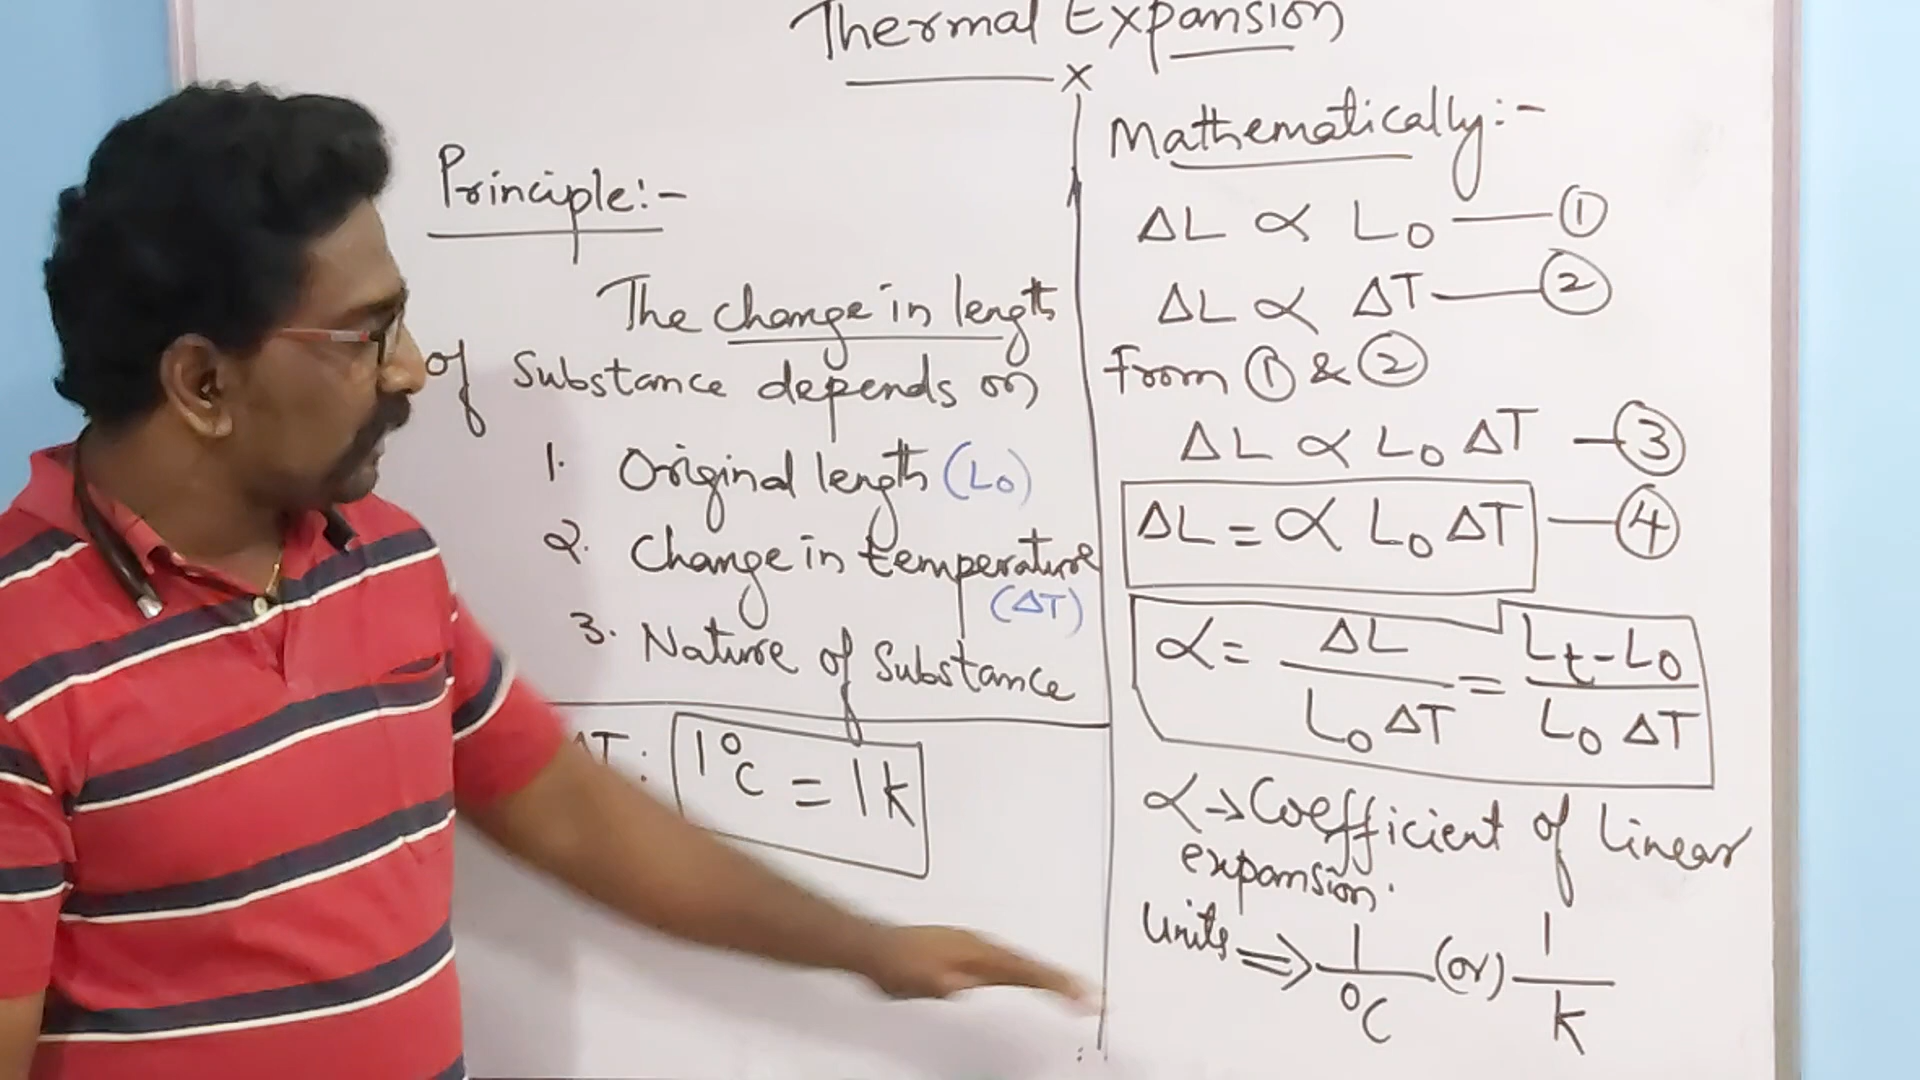 Thermal Expansion
x
Principle:-
The change in length
of Substance depends on
1. Original length (L₀)
2. Change in temperature
(ΔT)
3. Nature of Substance
ΔT: 1°C = 1k
Mathematically:-
ΔL ∝ L₀ — ①
ΔL ∝ ΔT — ②
From ① & ②
ΔL ∝ L₀ ΔT — ③
ΔL = ∝ L₀ ΔT — ④
∝ = ΔL / L₀ ΔT = Lt - L₀ / L₀ ΔT
∝ → Coefficient of linear
expansion.
Units ⇒ 1/°C (or) 1/k